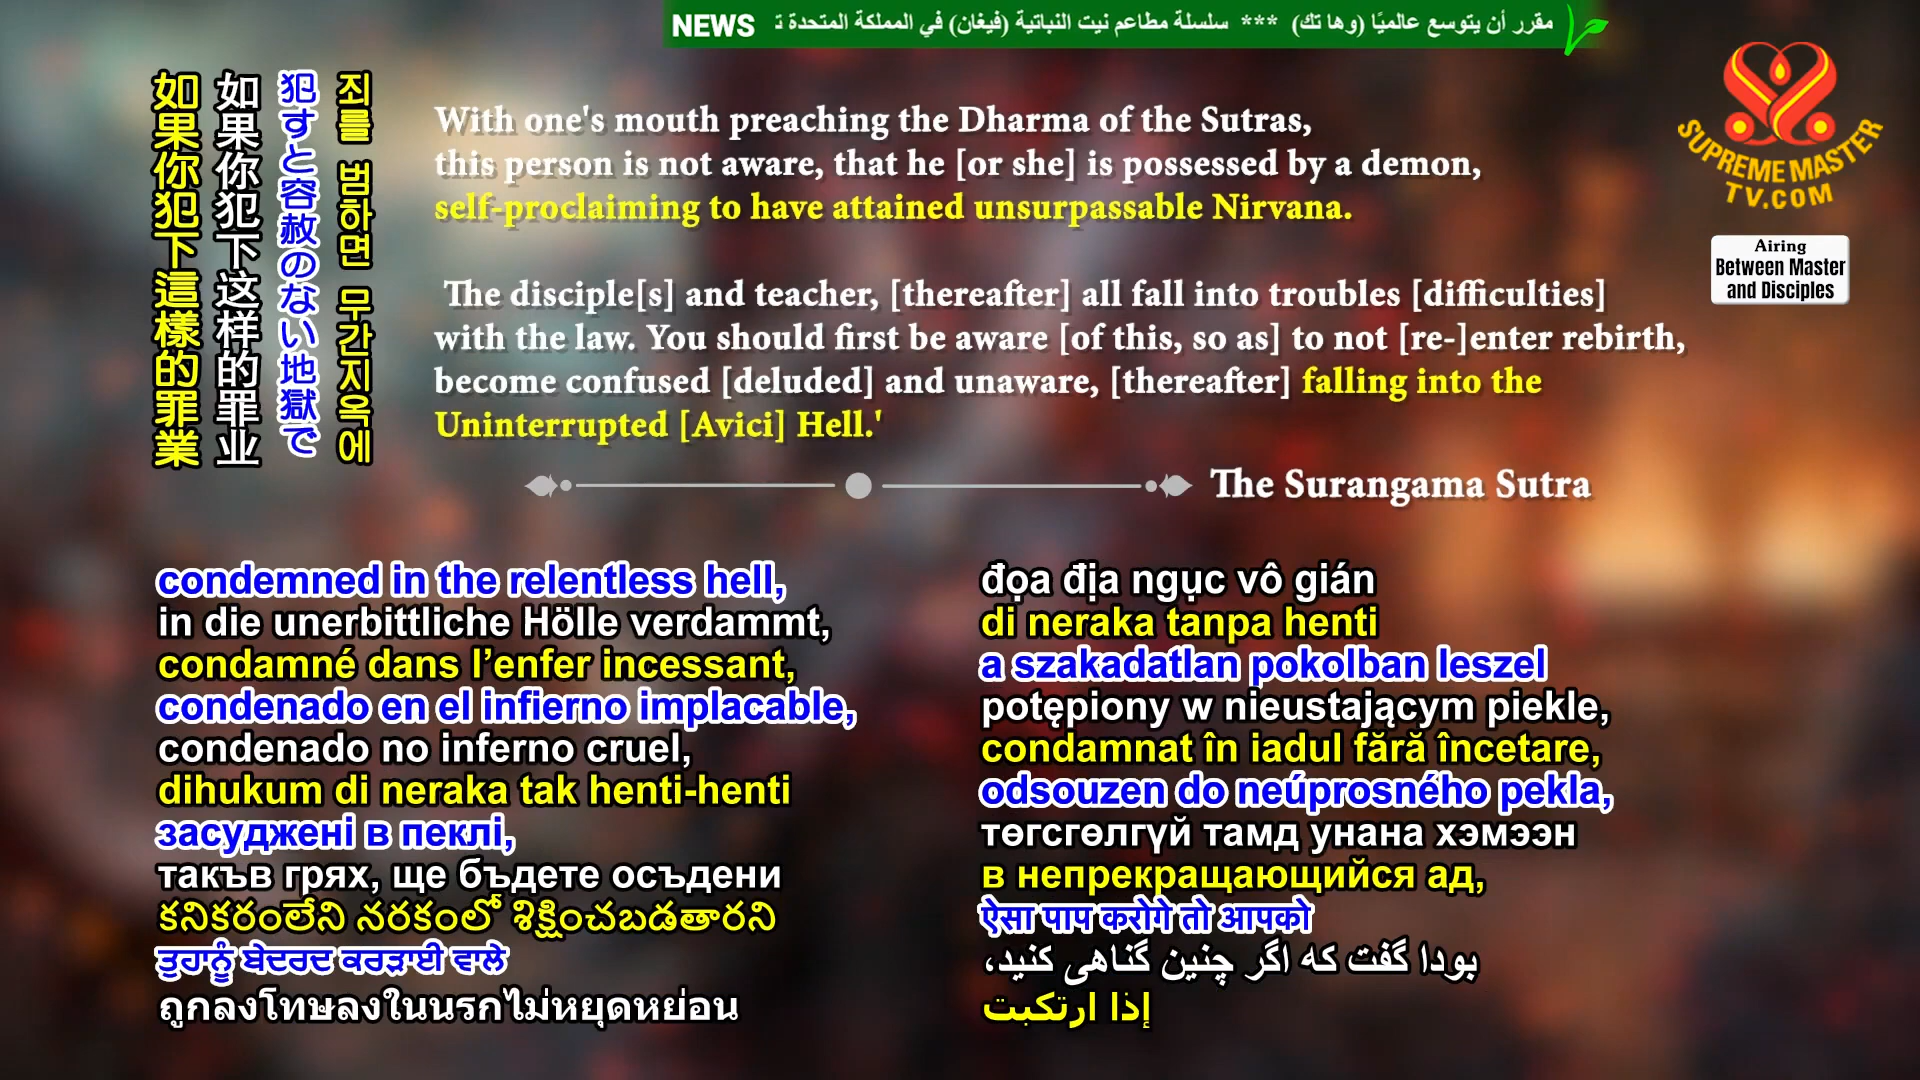 NEWS
مقرر أن يتوسع عالميًا (وها تك) *** سلسلة مطاعم نيت النباتية (فيغان) في المملكة المتحدة ت
SUPREME MASTER
TV.COM
Airing
Between Master
and Disciples
죄를 범하면 무간지옥에
犯すと容赦のない地獄で
如果你犯下这样的罪业
如果你犯下這樣的罪業
With one's mouth preaching the Dharma of the Sutras,
this person is not aware, that he [or she] is possessed by a demon,
self-proclaiming to have attained unsurpassable Nirvana.
The disciple[s] and teacher, [thereafter] all fall into troubles [difficulties]
with the law. You should first be aware [of this, so as] to not [re-]enter rebirth,
become confused [deluded] and unaware, [thereafter] falling into the
Uninterrupted [Avici] Hell.'
The Surangama Sutra
condemned in the relentless hell,
in die unerbittliche Hölle verdammt,
condamné dans l’enfer incessant,
condenado en el infierno implacable,
condenado no inferno cruel,
dihukum di neraka tak henti-henti
засуджені в пеклі,
такъв грях, ще бъдете осъдени
కనికరంలేని నరకంలో శిక్షించబడతారని
ਤੁਹਾਨੂੰ ਬੇਦਰਦ ਕਰੜਾਈ ਵਾਲੇ
ถูกลงโทษลงในนรกไม่หยุดหย่อน
đọa địa ngục vô gián
di neraka tanpa henti
a szakadatlan pokolban leszel
potępiony w nieustającym piekle,
condamnat în iadul fără încetare,
odsouzen do neúprosného pekla,
төгсгөлгүй тамд унана хэмээн
в непрекращающийся ад,
ऐसा पाप करोगे तो आपको
بودا گفت که اگر چنین گناهی کنید،
إذا ارتكبت